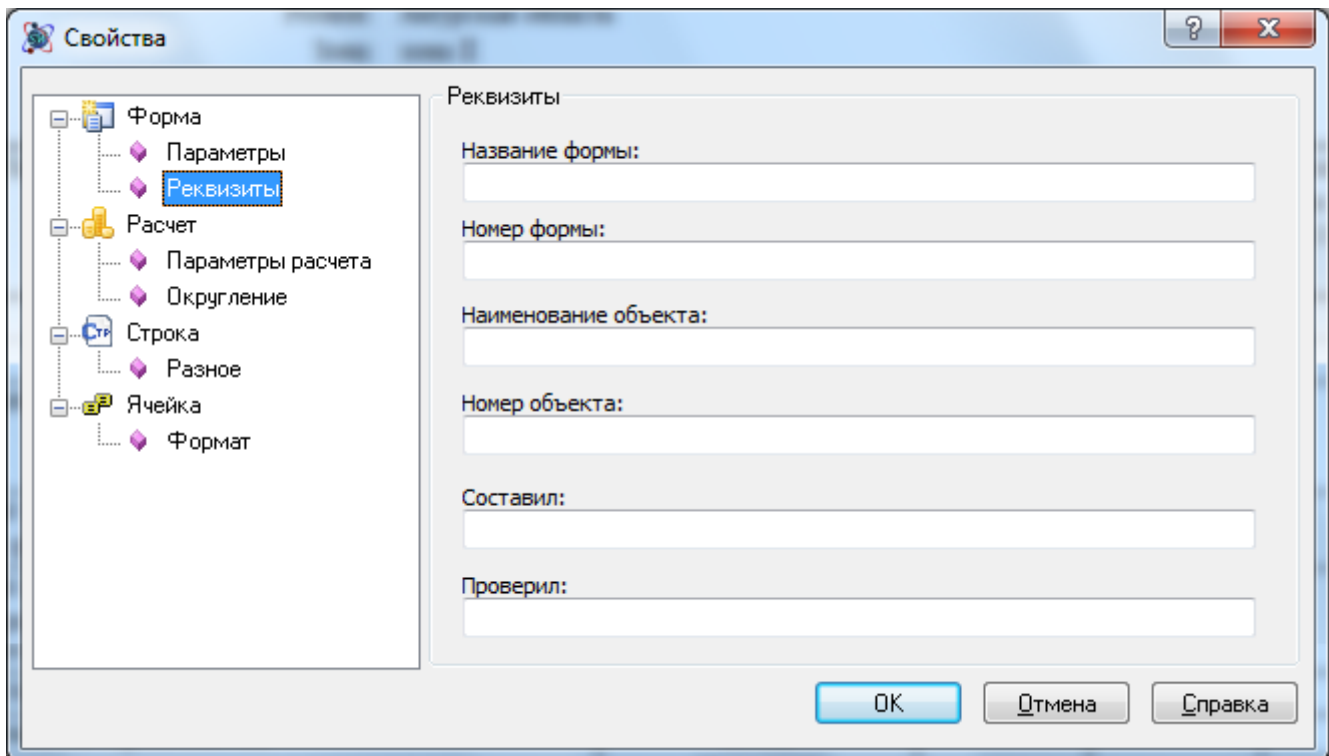 Свойства
Форма
Параметры
Реквизиты
Расчет
Параметры расчета
Округление
Строка
Разное
Ячейка
Формат
Реквизиты
Название формы:
Номер формы:
Наименование объекта:
Номер объекта:
Составил:
Проверил:
OK
Отмена
Справка